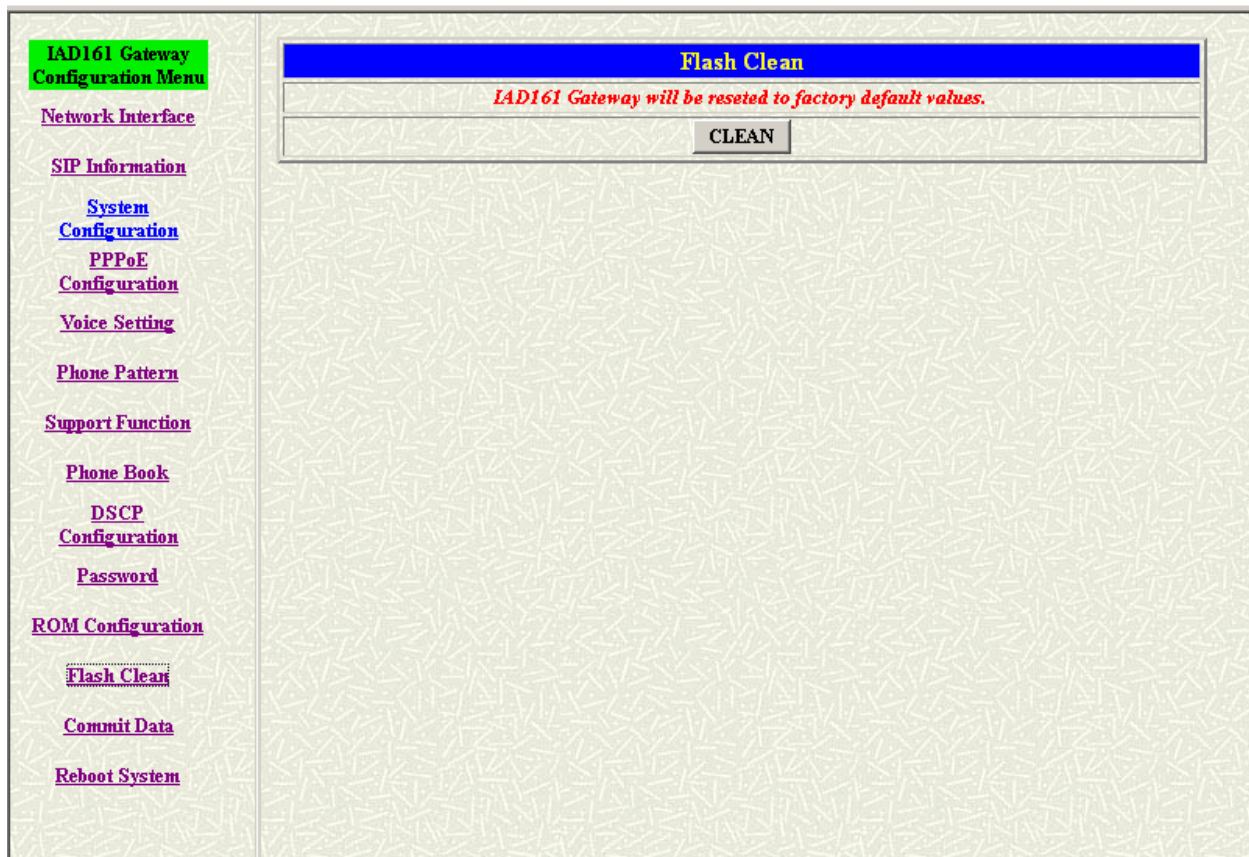 IAD161 Gateway
Configuration Menu
Network Interface
SIP Information
System
Configuration
PPPoE
Configuration
Voice Setting
Phone Pattern
Support Function
Phone Book
DSCP
Configuration
Password
ROM Configuration
Flash Clean
Commit Data
Reboot System
Flash Clean
IAD161 Gateway will be reseted to factory default values.
CLEAN